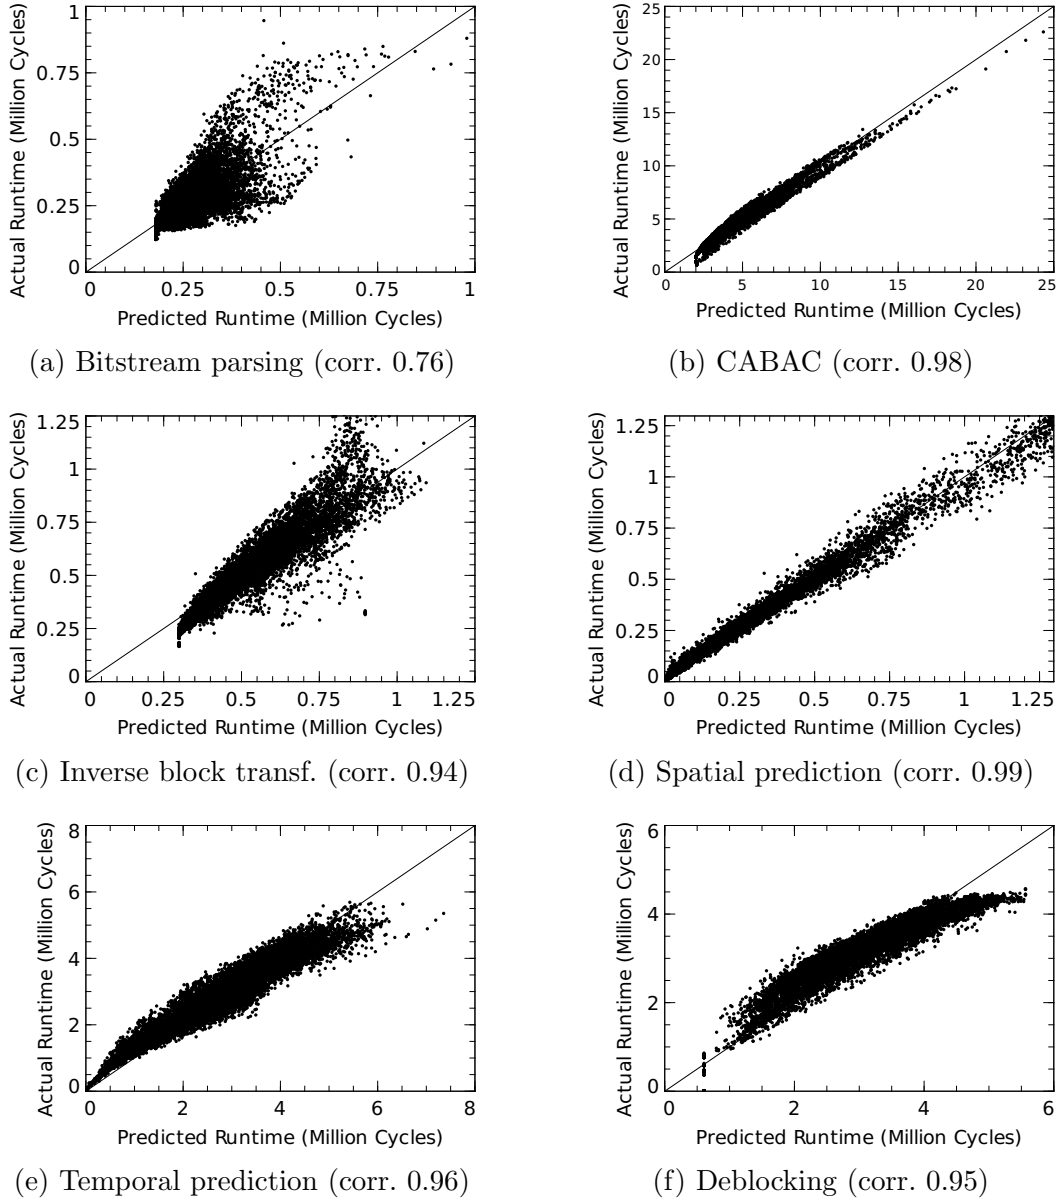 1
0.75
0.5
0.25
0
0 0.25 0.5 0.75 1
Actual Runtime (Million Cycles)
Predicted Runtime (Million Cycles)
(a) Bitstream parsing (corr. 0.76)
25
20
15
10
5
0
0 5 10 15 20 25
Actual Runtime (Million Cycles)
Predicted Runtime (Million Cycles)
(b) CABAC (corr. 0.98)
1.25
1
0.75
0.5
0.25
0
0 0.25 0.5 0.75 1 1.25
Actual Runtime (Million Cycles)
Predicted Runtime (Million Cycles)
(c) Inverse block transf. (corr. 0.94)
1.25
1
0.75
0.5
0.25
0
0 0.25 0.5 0.75 1 1.25
Actual Runtime (Million Cycles)
Predicted Runtime (Million Cycles)
(d) Spatial prediction (corr. 0.99)
8
6
4
2
0
0 2 4 6 8
Actual Runtime (Million Cycles)
Predicted Runtime (Million Cycles)
(e) Temporal prediction (corr. 0.96)
6
4
2
0
0 2 4 6
Actual Runtime (Million Cycles)
Predicted Runtime (Million Cycles)
(f) Deblocking (corr. 0.95)